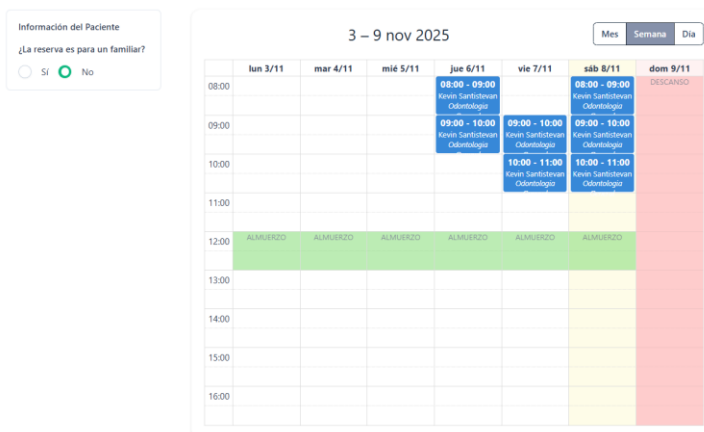 Información del Paciente
¿La reserva es para un familiar?
Sí No
3 – 9 nov 2025
Mes Semana Día
lun 3/11 mar 4/11 mié 5/11 jue 6/11 vie 7/11 sáb 8/11 dom 9/11
08:00
08:00 - 09:00
Kevin Santistevan
Odontologia
08:00 - 09:00
Kevin Santistevan
Odontologia
DESCANSO
09:00
09:00 - 10:00
Kevin Santistevan
Odontologia
09:00 - 10:00
Kevin Santistevan
Odontologia
09:00 - 10:00
Kevin Santistevan
Odontologia
10:00
10:00 - 11:00
Kevin Santistevan
Odontologia
10:00 - 11:00
Kevin Santistevan
Odontologia
11:00
12:00
ALMUERZO ALMUERZO ALMUERZO ALMUERZO ALMUERZO ALMUERZO
13:00
14:00
15:00
16:00